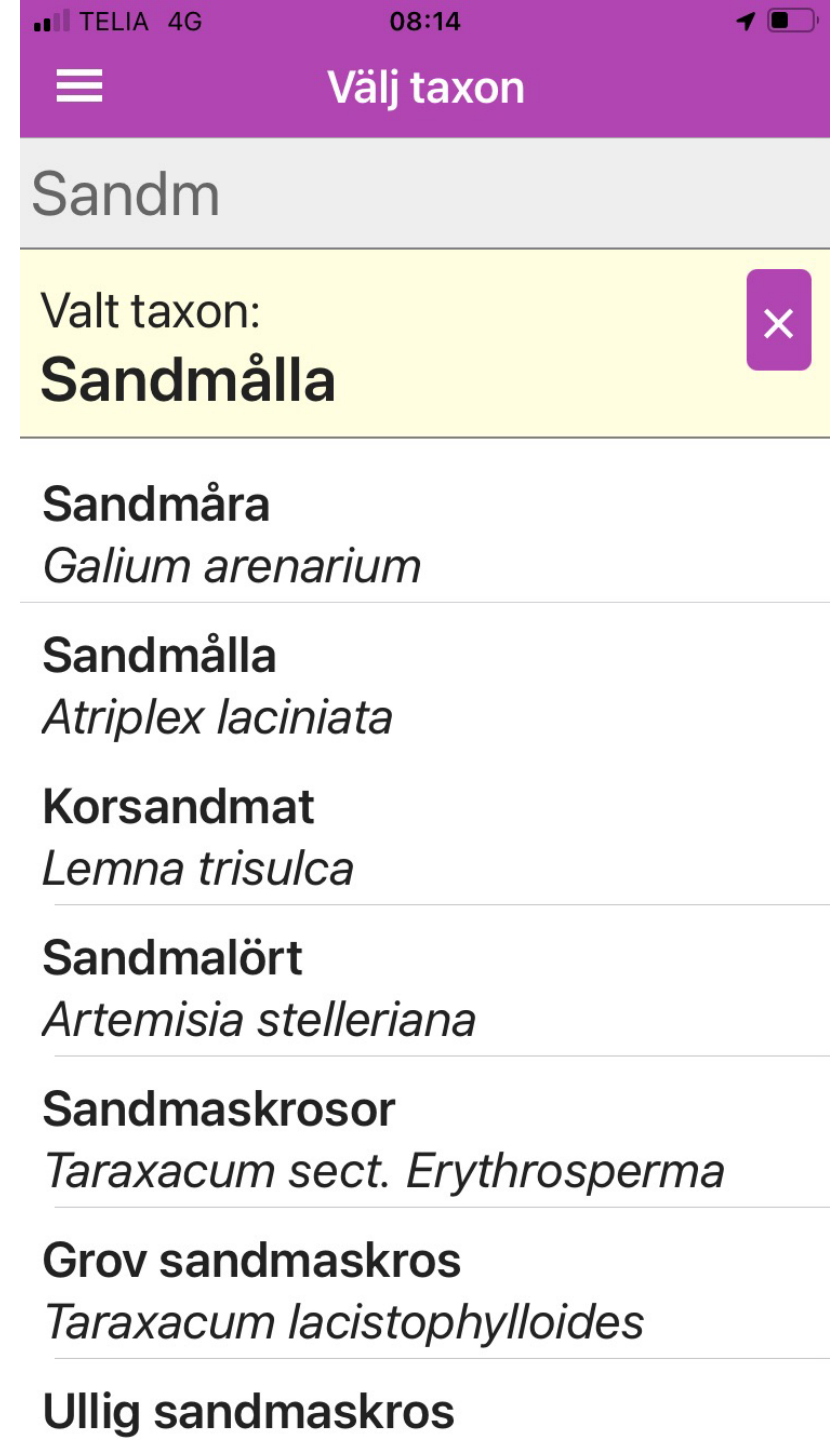 TELIA 4G 08:14
Välj taxon
Sandm
Valt taxon:
Sandmålla
Sandmåra
Galium arenarium
Sandmålla
Atriplex laciniata
Korsandmat
Lemna trisulca
Sandmalört
Artemisia stelleriana
Sandmaskrosor
Taraxacum sect. Erythrosperma
Grov sandmaskros
Taraxacum lacistophylloides
Ullig sandmaskros